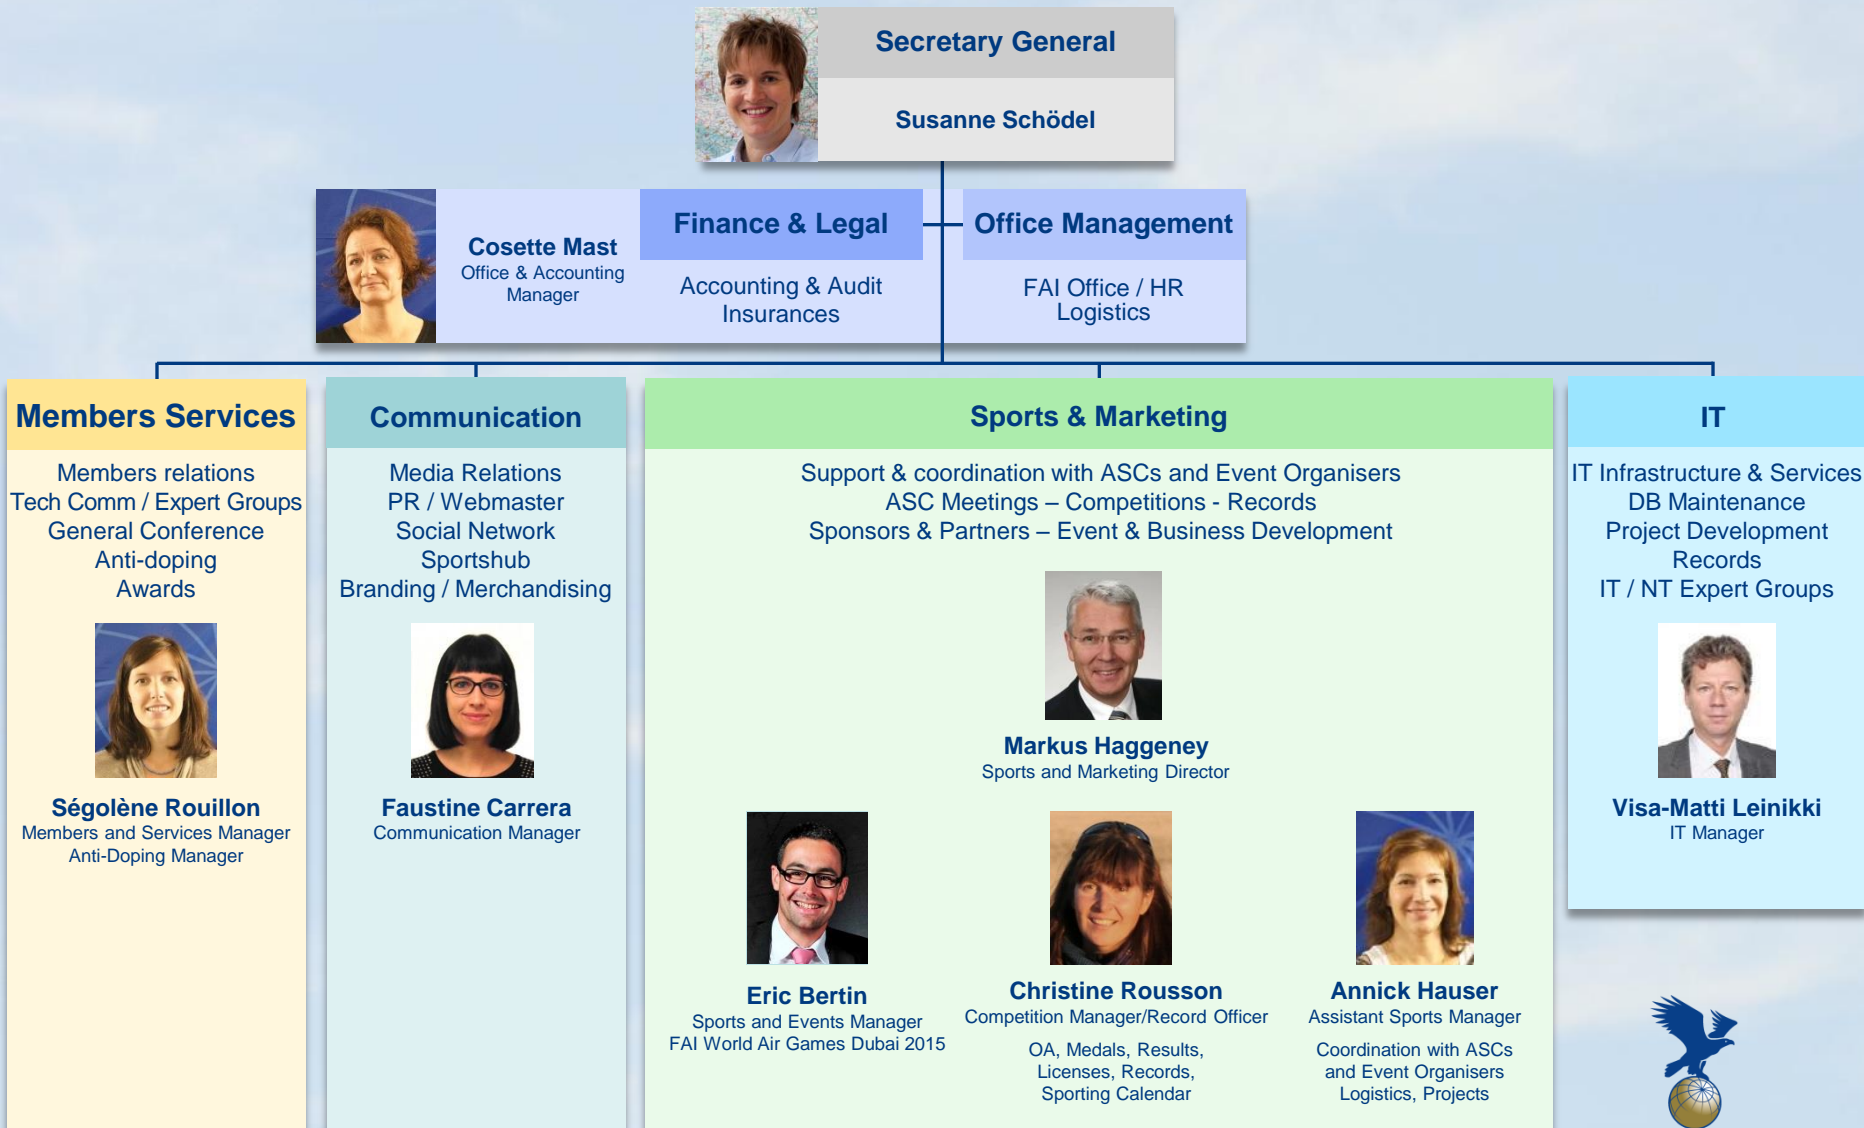 Secretary General
Susanne Schödel
Cosette Mast
Office & Accounting
Manager
Finance & Legal
Accounting & Audit
Insurances
Office Management
FAI Office / HR
Logistics
Members Services
Members relations
Tech Comm / Expert Groups
General Conference
Anti-doping
Awards
Ségolène Rouillon
Members and Services Manager
Anti-Doping Manager
Communication
Media Relations
PR / Webmaster
Social Network
Sportshub
Branding / Merchandising
Faustine Carrera
Communication Manager
Sports & Marketing
Support & coordination with ASCs and Event Organisers
ASC Meetings – Competitions - Records
Sponsors & Partners – Event & Business Development
Markus Haggeney
Sports and Marketing Director
Eric Bertin
Sports and Events Manager
FAI World Air Games Dubai 2015
Christine Rousson
Competition Manager/Record Officer
OA, Medals, Results,
Licenses, Records,
Sporting Calendar
Annick Hauser
Assistant Sports Manager
Coordination with ASCs
and Event Organisers
Logistics, Projects
IT
IT Infrastructure & Services
DB Maintenance
Project Development
Records
IT / NT Expert Groups
Visa-Matti Leinikki
IT Manager